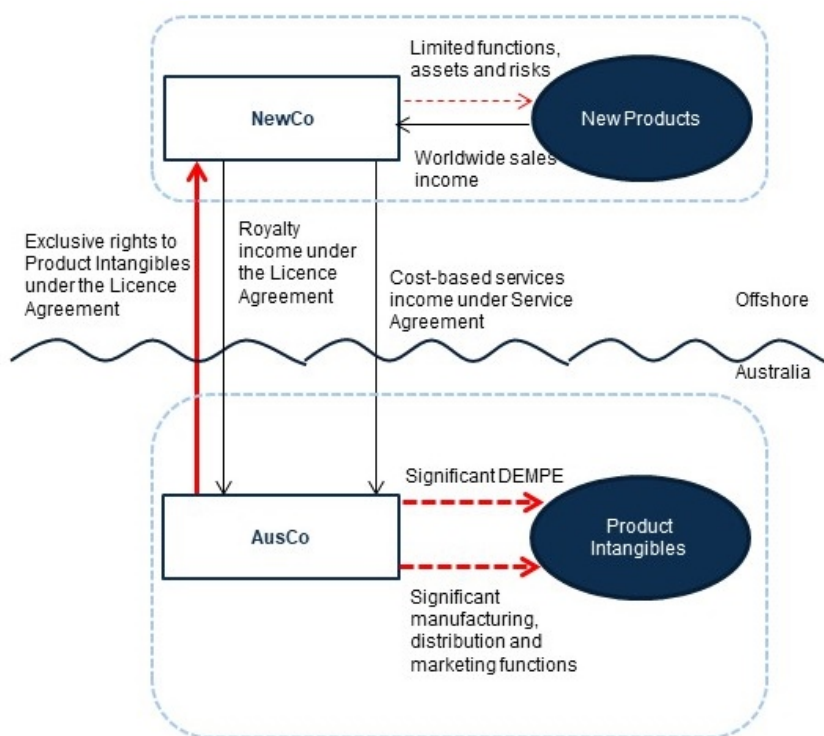 Limited functions,
assets and risks
NewCo
New Products
Worldwide sales
income
Exclusive rights to
Product Intangibles
under the Licence
Agreement
Royalty
income under
the Licence
Agreement
Cost-based services
income under Service
Agreement
Offshore
Australia
Significant DEMPE
AusCo
Product
Intangibles
Significant
manufacturing,
distribution and
marketing functions